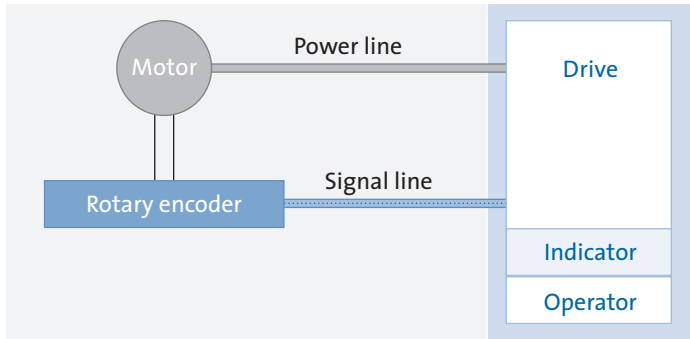 Power line
Motor
Drive
Signal line
Rotary encoder
Indicator
Operator